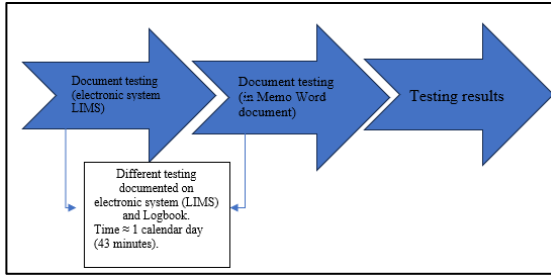 Document testing
(electronic system
LIMS)
Document testing
(in Memo Word
document)
Testing results
Different testing
documented on
electronic system (LIMS)
and Logbook.
Time ≈ 1 calendar day
(43 minutes).